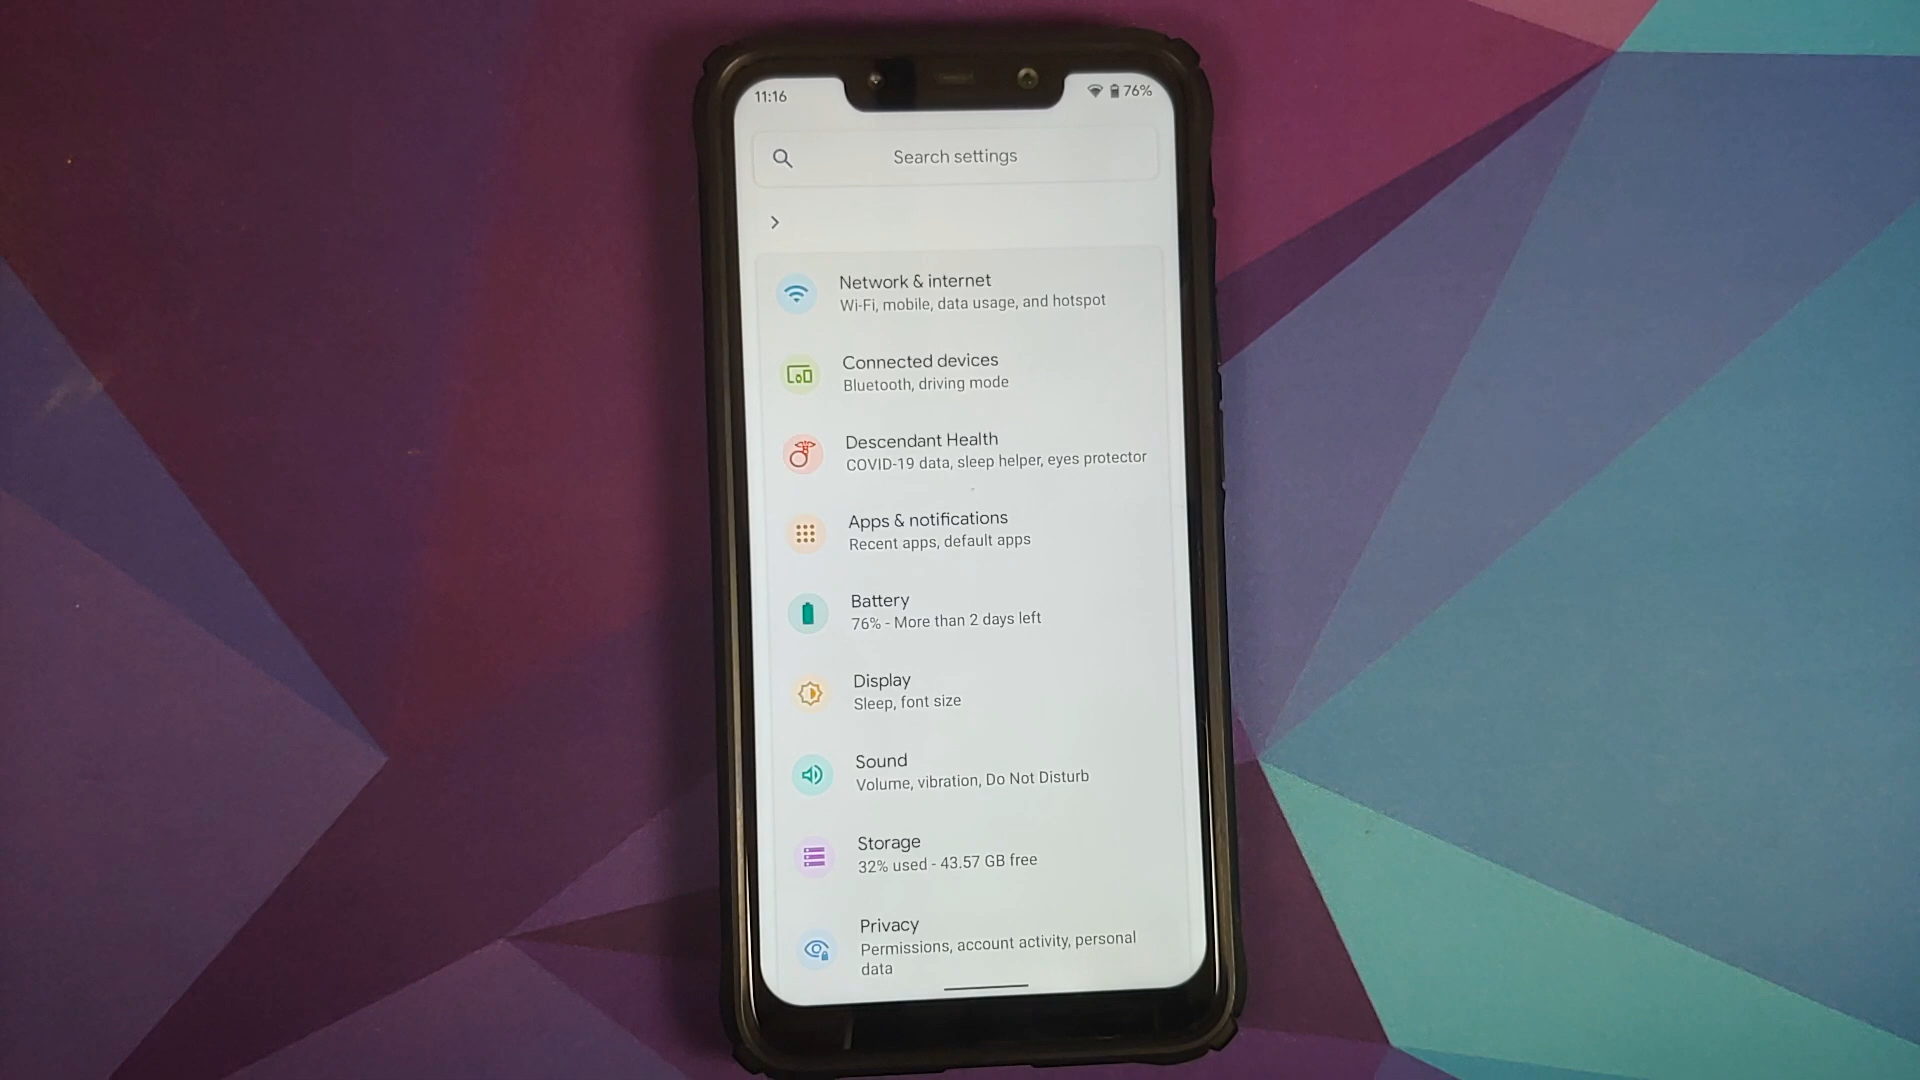 11:16
76%
Search settings
Network & internet
Wi-Fi, mobile, data usage, and hotspot
Connected devices
Bluetooth, driving mode
Descendant Health
COVID-19 data, sleep helper, eyes protector
Apps & notifications
Recent apps, default apps
Battery
76% - More than 2 days left
Display
Sleep, font size
Sound
Volume, vibration, Do Not Disturb
Storage
32% used - 43.57 GB free
Privacy
Permissions, account activity, personal
data